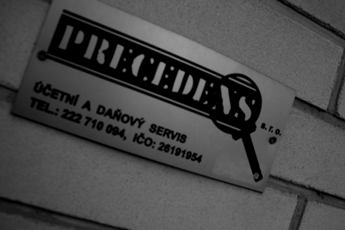 PRECEDENS s.r.o.
ÚČETNÍ A DAŇOVÝ SERVIS
TEL.: 222 710 094, IČO: 26191954